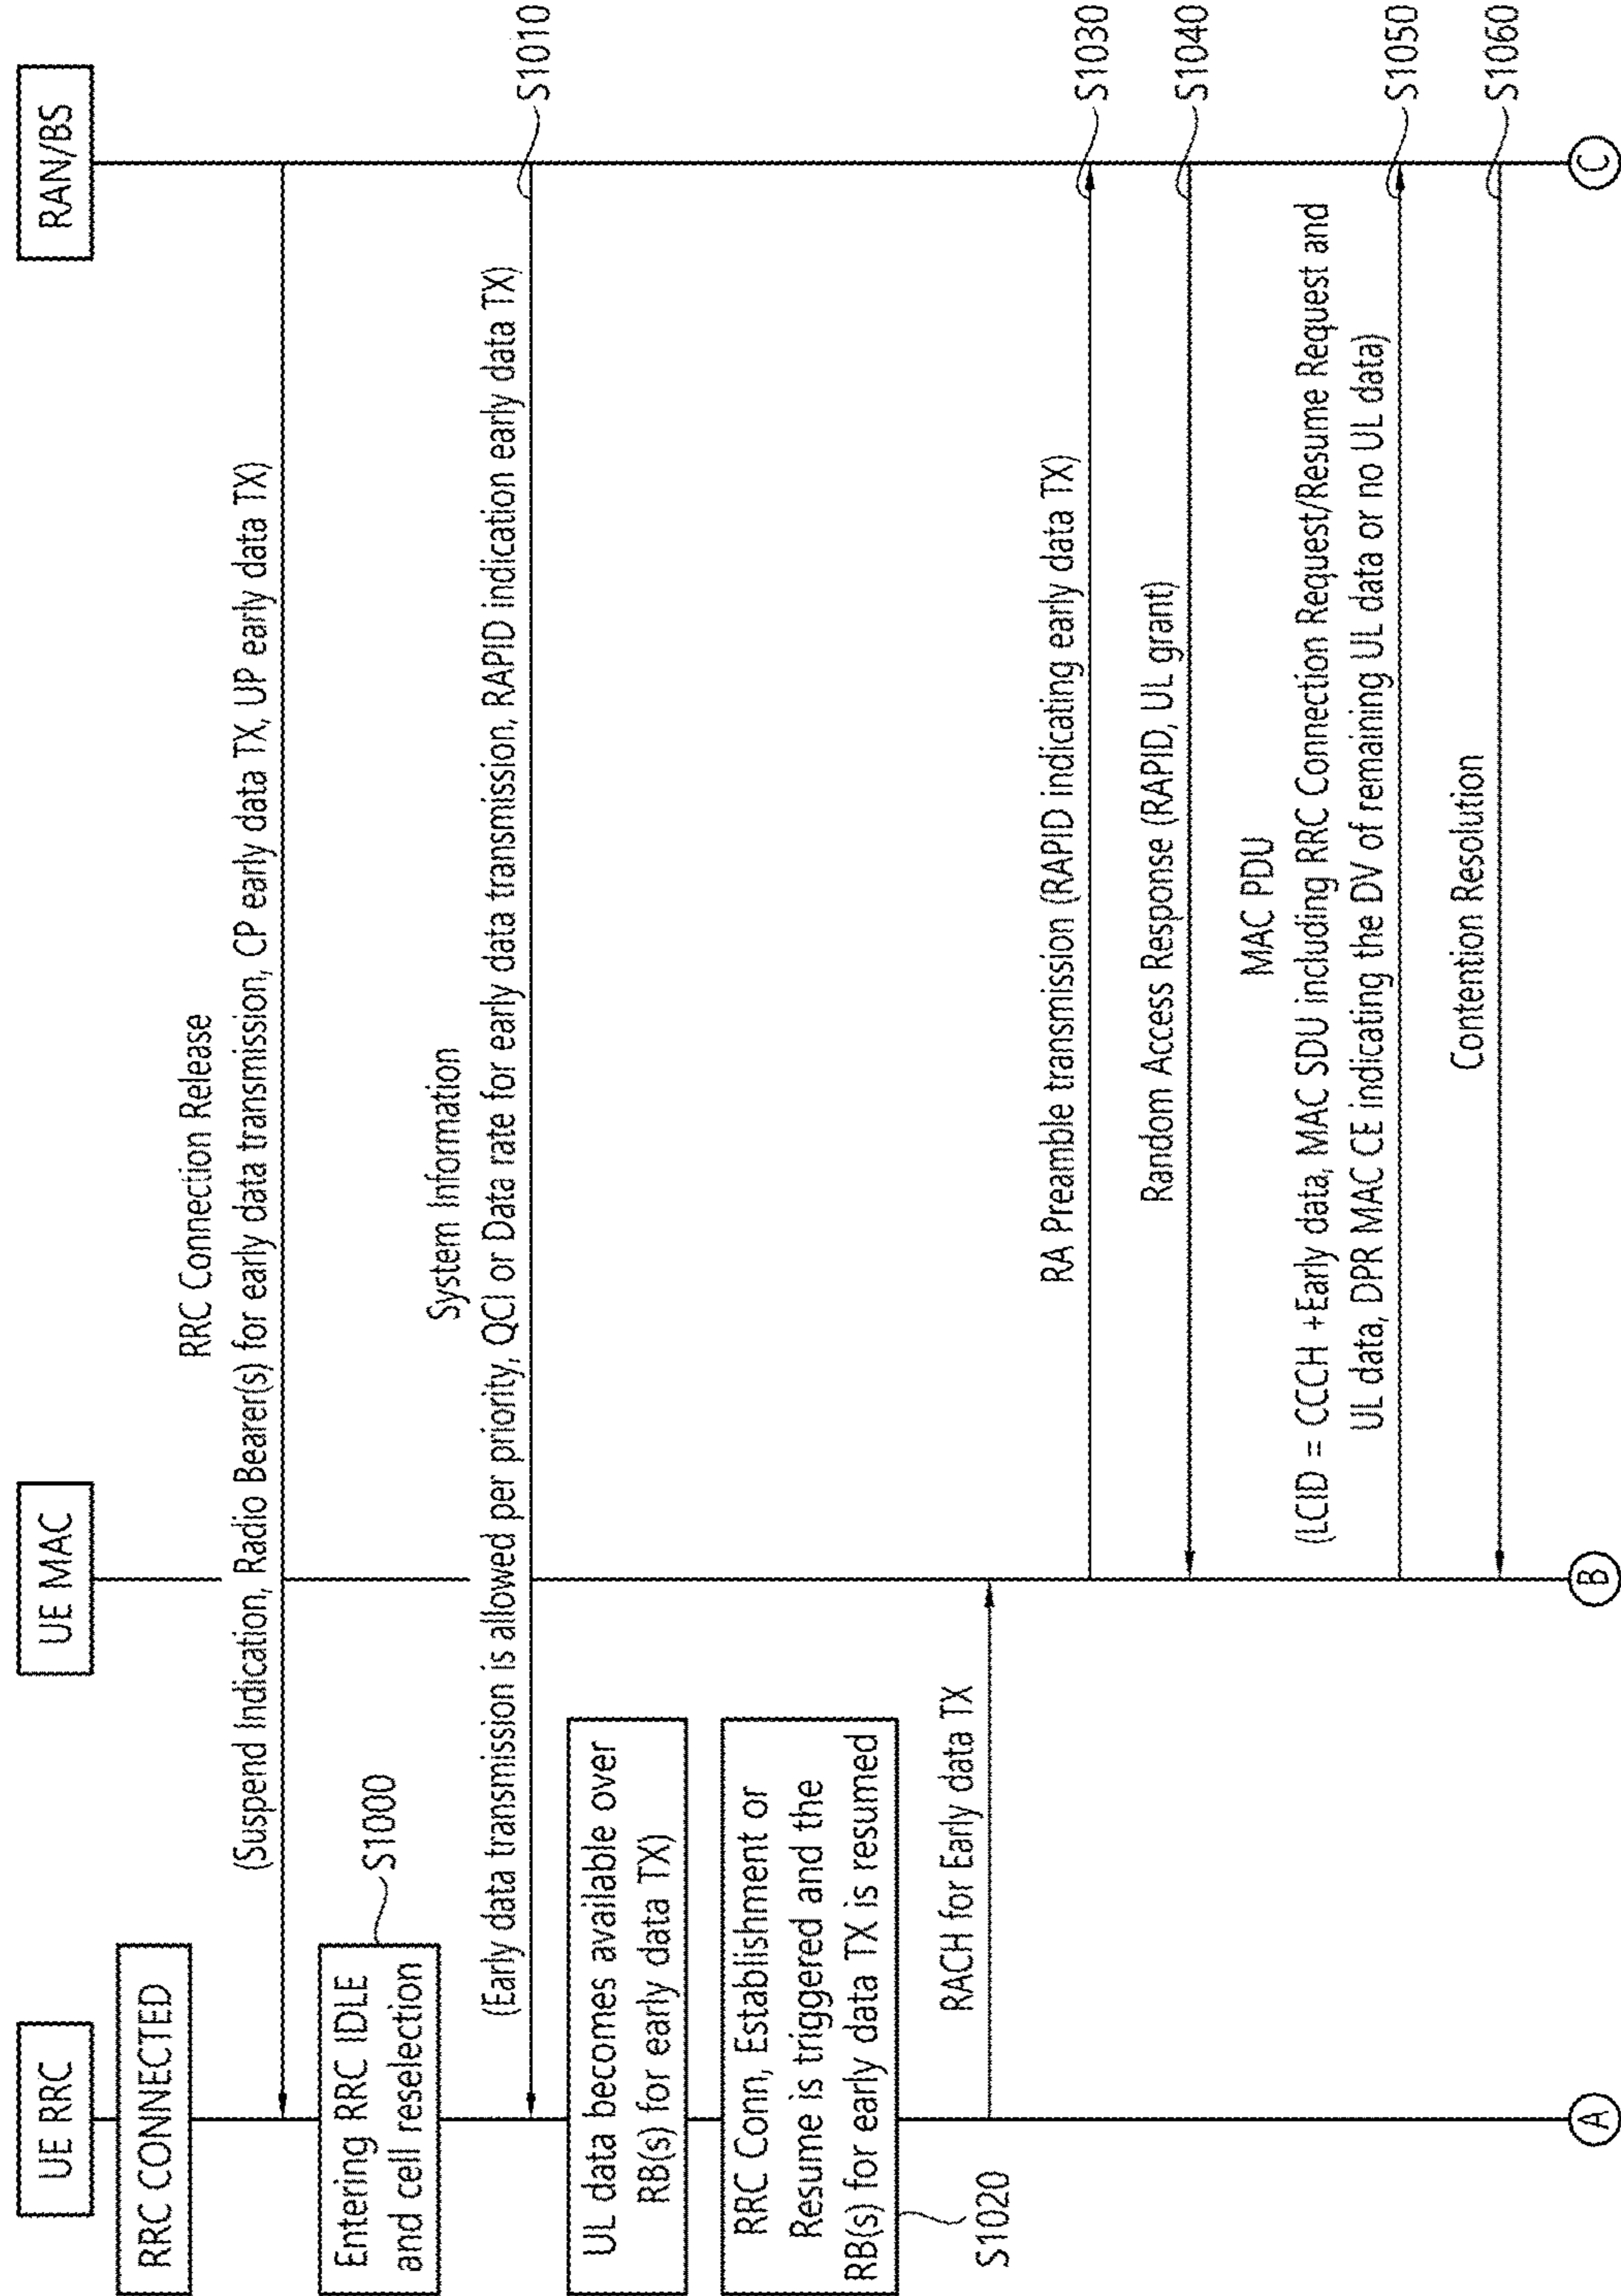 UE RRC
UE MAC
RAN/BS
RRC CONNECTED
RRC Connection Release
(Suspend Indication, Radio Bearer(s) for early data transmission, CP early data TX, UP early data TX)
Entering RRC IDLE
and cell reselection
S1000
System Information
(Early data transmission is allowed per priority, QCI or Data rate for early data transmission, RAPID indication early data TX)
S1010
UL data becomes available over
RB(s) for early data TX)
RRC Conn, Establishment or
Resume is triggered and the
RB(s) for early data TX is resumed
S1020
RACH for Early data TX
RA Preamble transmission (RAPID indicating early data TX)
S1030
Random Access Response (RAPID, UL grant)
S1040
MAC PDU
(LCID = CCCH +Early data, MAC SDU including RRC Connection Request/Resume Request and
UL data, DPR MAC CE indicating the DV of remaining UL data or no UL data)
S1050
Contention Resolution
S1060
A
B
C